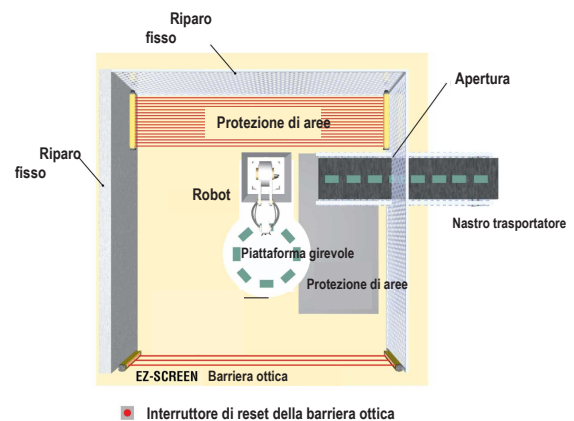 Riparo
fisso
Apertura
Protezione di aree
Riparo
fisso
Robot
Nastro trasportatore
Piattaforma girevole
Protezione di aree
EZ-SCREEN Barriera ottica
Interruttore di reset della barriera ottica